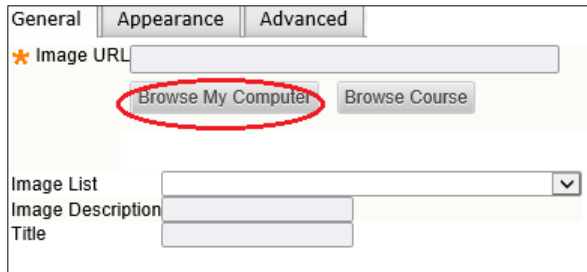 General Appearance Advanced
* Image URL
Browse My Computer Browse Course
Image List
Image Description
Title